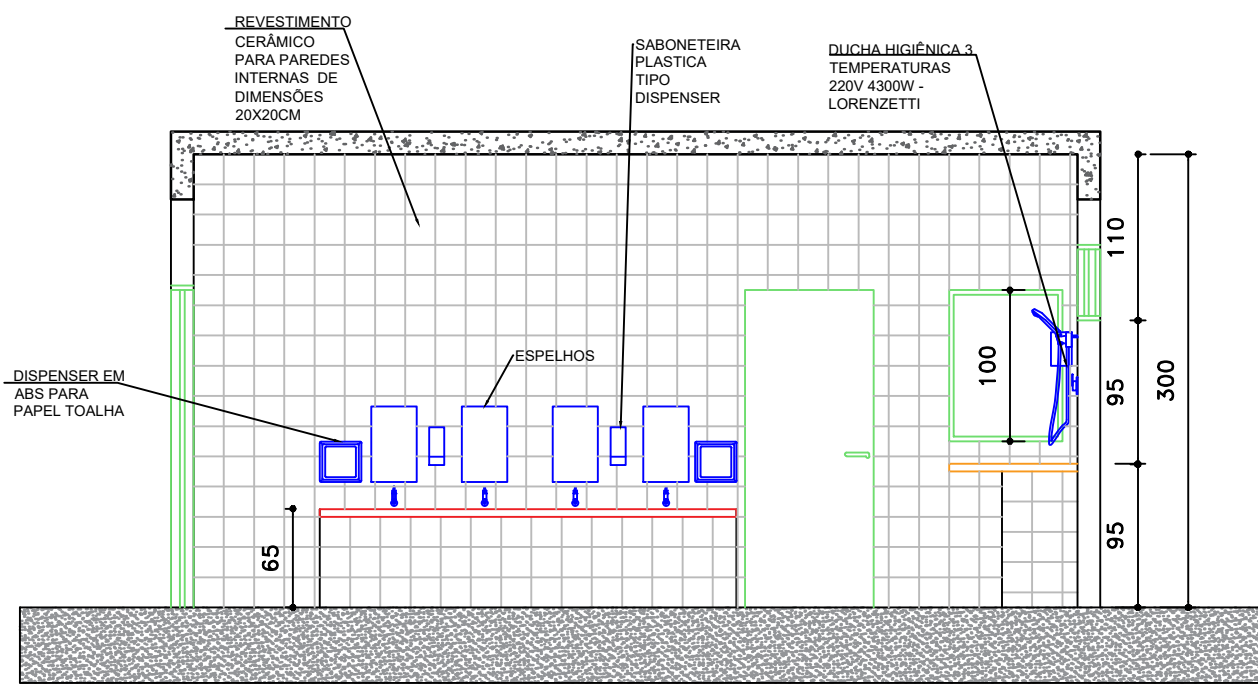 REVESTIMENTO
CERÂMICO
PARA PAREDES
INTERNAS DE
DIMENSÕES
20X20CM
SABONETEIRA
PLASTICA
TIPO
DISPENSER
DUCHA HIGIÊNICA 3
TEMPERATURAS
220V 4300W -
LORENZETTI
DISPENSER EM
ABS PARA
PAPEL TOALHA
ESPELHOS
65
100
110
95
95
300